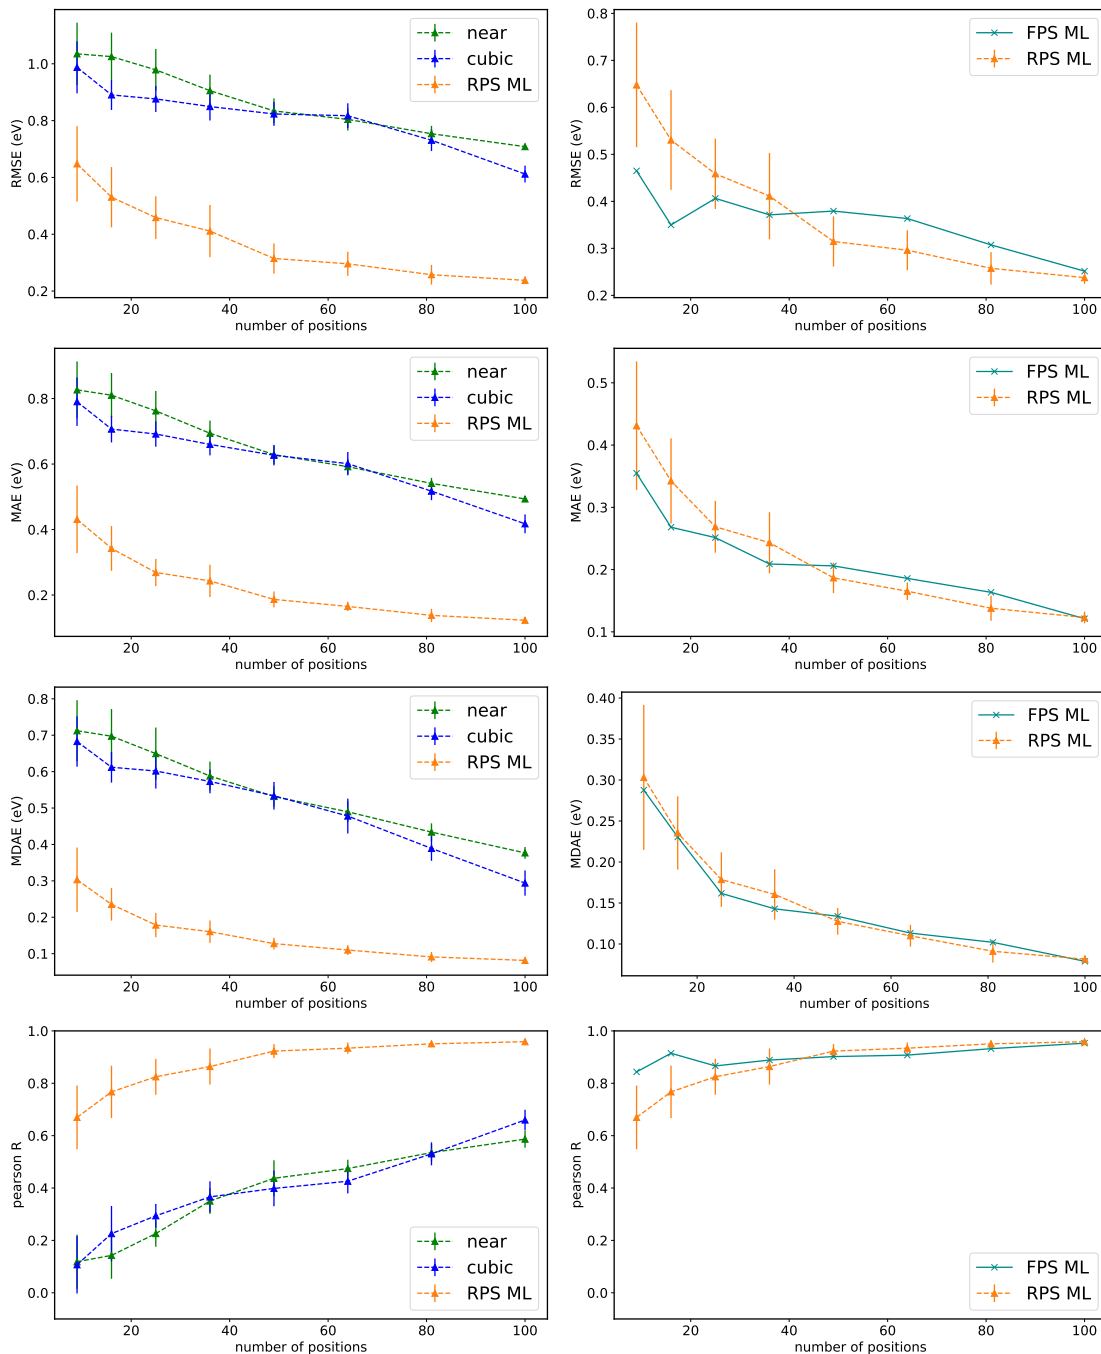 1.0
0.8
0.6
0.4
0.2
RMSE (eV)
near
cubic
RPS ML
20
40
60
80
100
number of positions
0.8
0.7
0.6
0.5
0.4
0.3
0.2
RMSE (eV)
FPS ML
RPS ML
20
40
60
80
100
number of positions
0.8
0.6
0.4
0.2
MAE (eV)
near
cubic
RPS ML
20
40
60
80
100
number of positions
0.5
0.4
0.3
0.2
0.1
MAE (eV)
FPS ML
RPS ML
20
40
60
80
100
number of positions
0.8
0.7
0.6
0.5
0.4
0.3
0.2
0.1
MDAE (eV)
near
cubic
RPS ML
20
40
60
80
100
number of positions
0.40
0.35
0.30
0.25
0.20
0.15
0.10
MDAE (eV)
FPS ML
RPS ML
20
40
60
80
100
number of positions
1.0
0.8
0.6
0.4
0.2
0.0
pearson R
near
cubic
RPS ML
20
40
60
80
100
number of positions
1.0
0.8
0.6
0.4
0.2
0.0
pearson R
FPS ML
RPS ML
20
40
60
80
100
number of positions